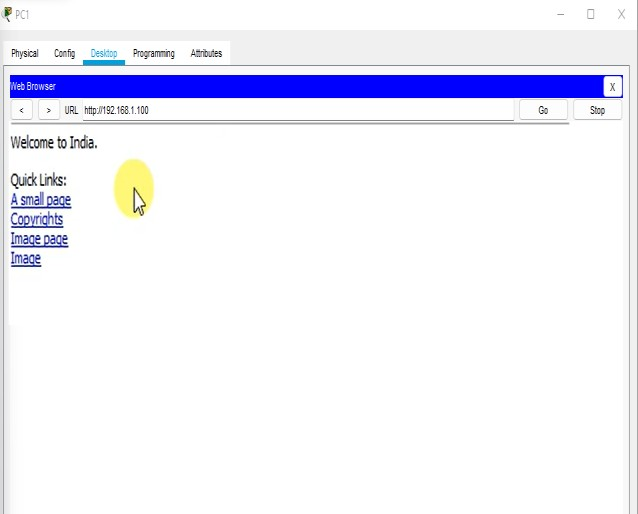 PC1
Physical Config Desktop Programming Attributes
Web Browser X
< > URL http://192.168.1.100 Go Stop
Welcome to India.
Quick Links:
A small page
Copyrights
Image page
Image